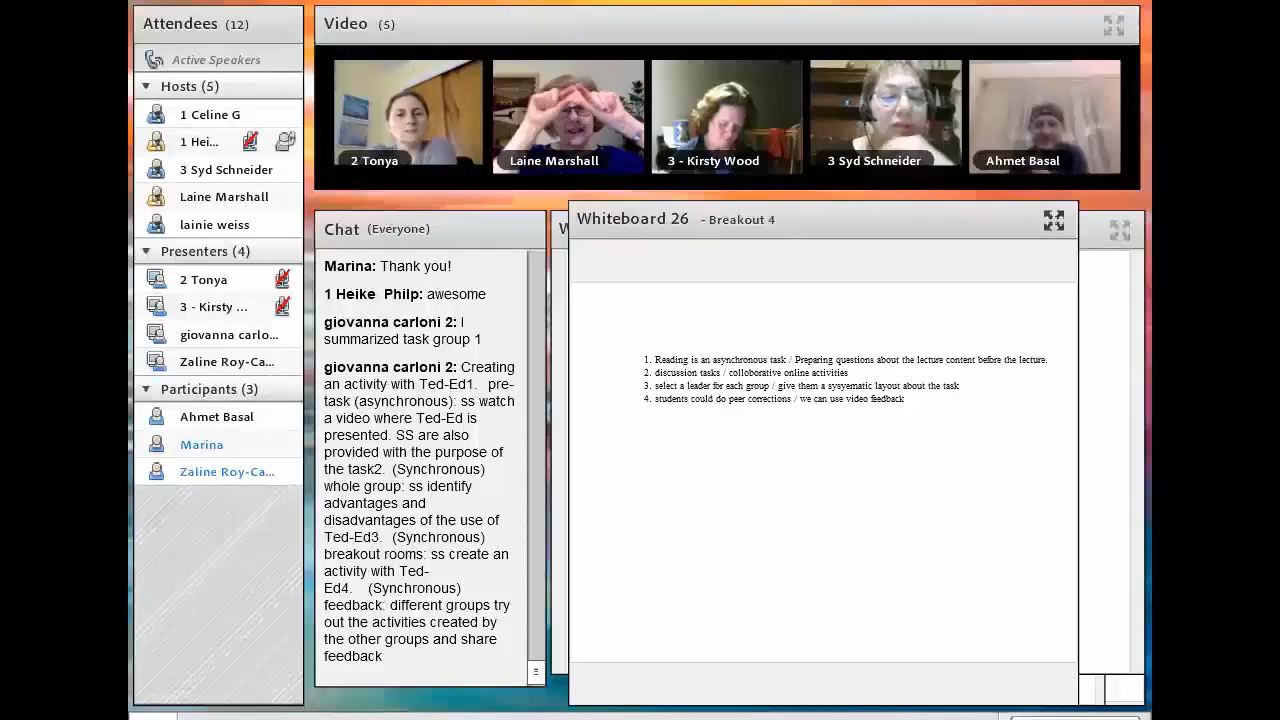 Attendees (12)
Active Speakers
Hosts (5)
1 Celine G
1 Hei...
3 Syd Schneider
Laine Marshall
lainie weiss
Presenters (4)
2 Tonya
3 - Kirsty ...
giovanna carlo...
Zaline Roy-Ca...
Participants (3)
Ahmet Basal
Marina
Zaline Roy-Ca...
Video (5)
2 Tonya
Laine Marshall
3 - Kirsty Wood
3 Syd Schneider
Ahmet Basal
Chat (Everyone)
Marina: Thank you!
1 Heike Philp: awesome
giovanna carloni 2: I
summarized task group 1
giovanna carloni 2: Creating
an activity with Ted-Ed1. pre-
task (asynchronous): ss watch
a video where Ted-Ed is
presented. SS are also
provided with the purpose of
the task2. (Synchronous)
whole group: ss identify
advantages and
disadvantages of the use of
Ted-Ed3. (Synchronous)
breakout rooms: ss create an
activity with Ted-
Ed4. (Synchronous)
feedback: different groups try
out the activities created by
the other groups and share
feedback
W
Whiteboard 26 - Breakout 4
1. Reading is an asynchronous task / Preparing questions about the lecture content before the lecture.
2. discussion tasks / colloborative online activities
3. select a leader for each group / give them a sysyematic layout about the task
4. students could do peer corrections / we can use video feedback